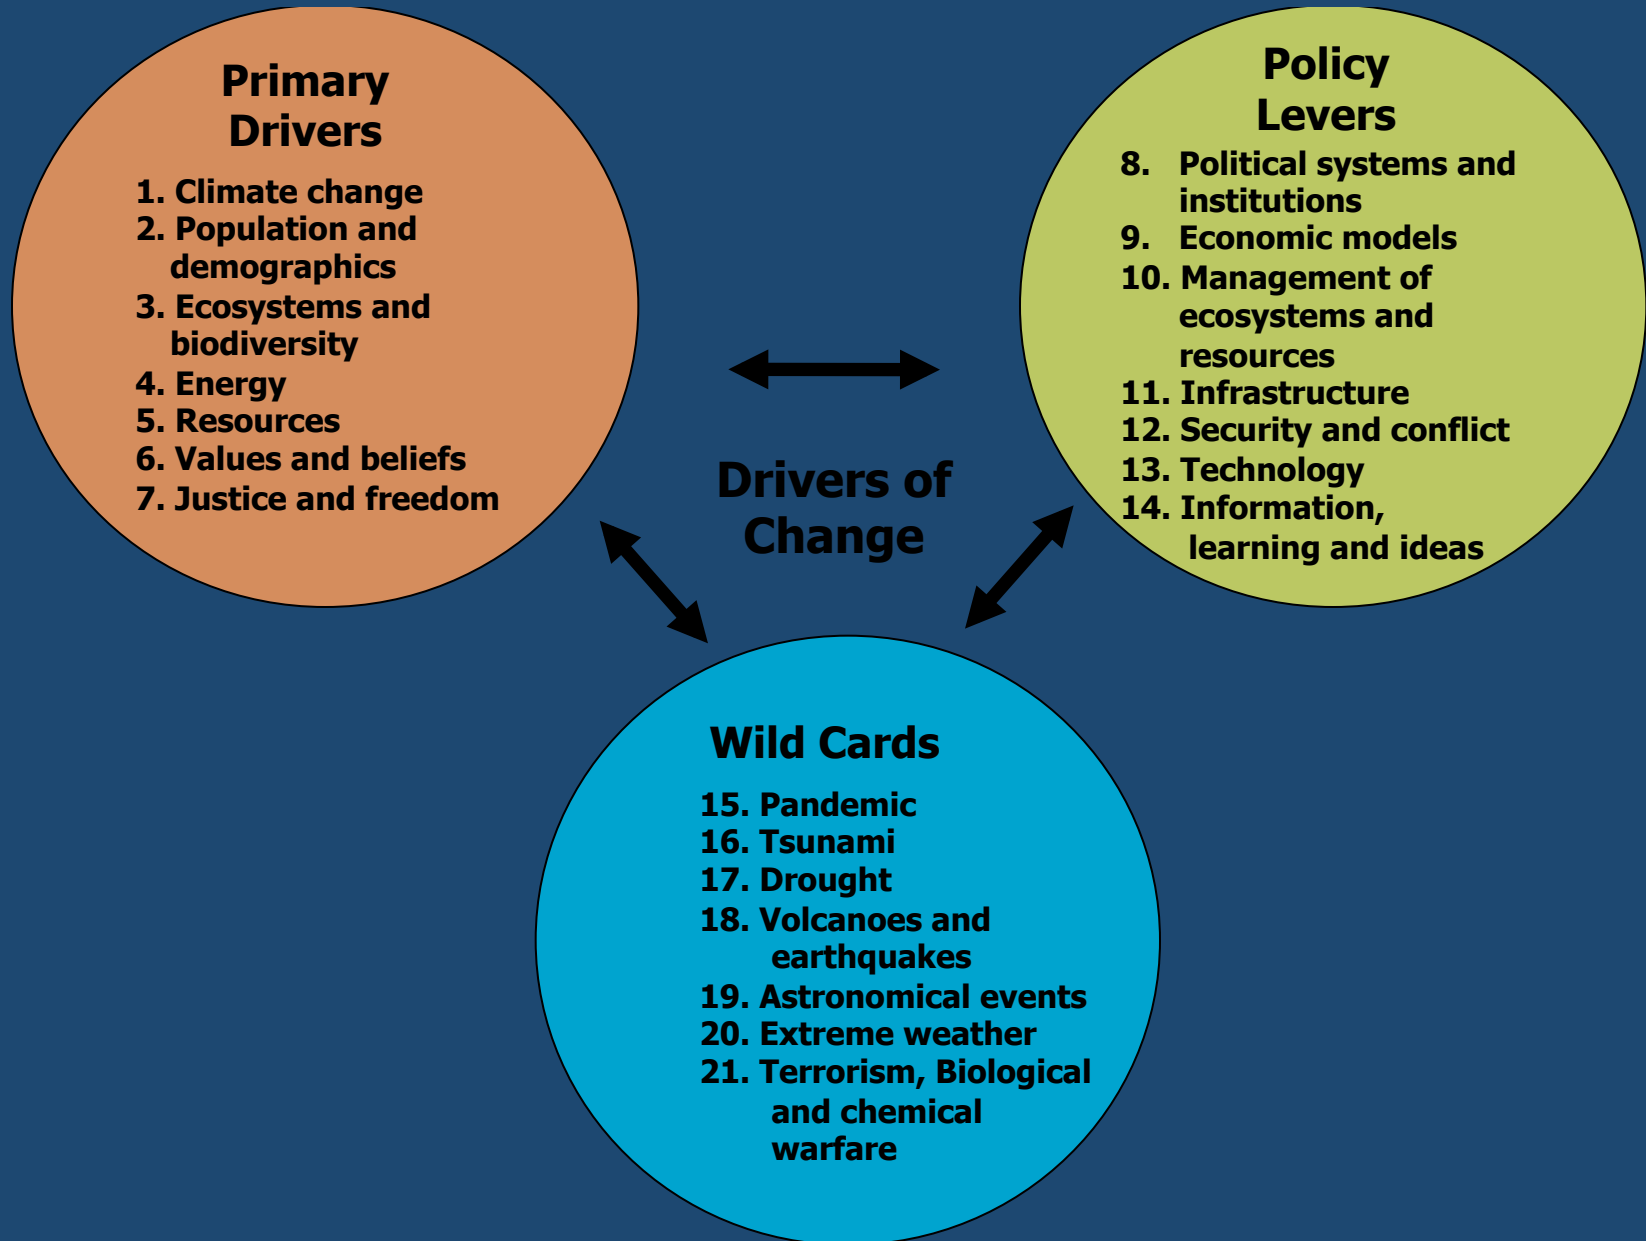 Primary
Drivers
1. Climate change
2. Population and
demographics
3. Ecosystems and
biodiversity
4. Energy
5. Resources
6. Values and beliefs
7. Justice and freedom
Policy
Levers
8. Political systems and
institutions
9. Economic models
10. Management of
ecosystems and
resources
11. Infrastructure
12. Security and conflict
13. Technology
14. Information,
learning and ideas
Drivers of
Change
Wild Cards
15. Pandemic
16. Tsunami
17. Drought
18. Volcanoes and
earthquakes
19. Astronomical events
20. Extreme weather
21. Terrorism, Biological
and chemical
warfare